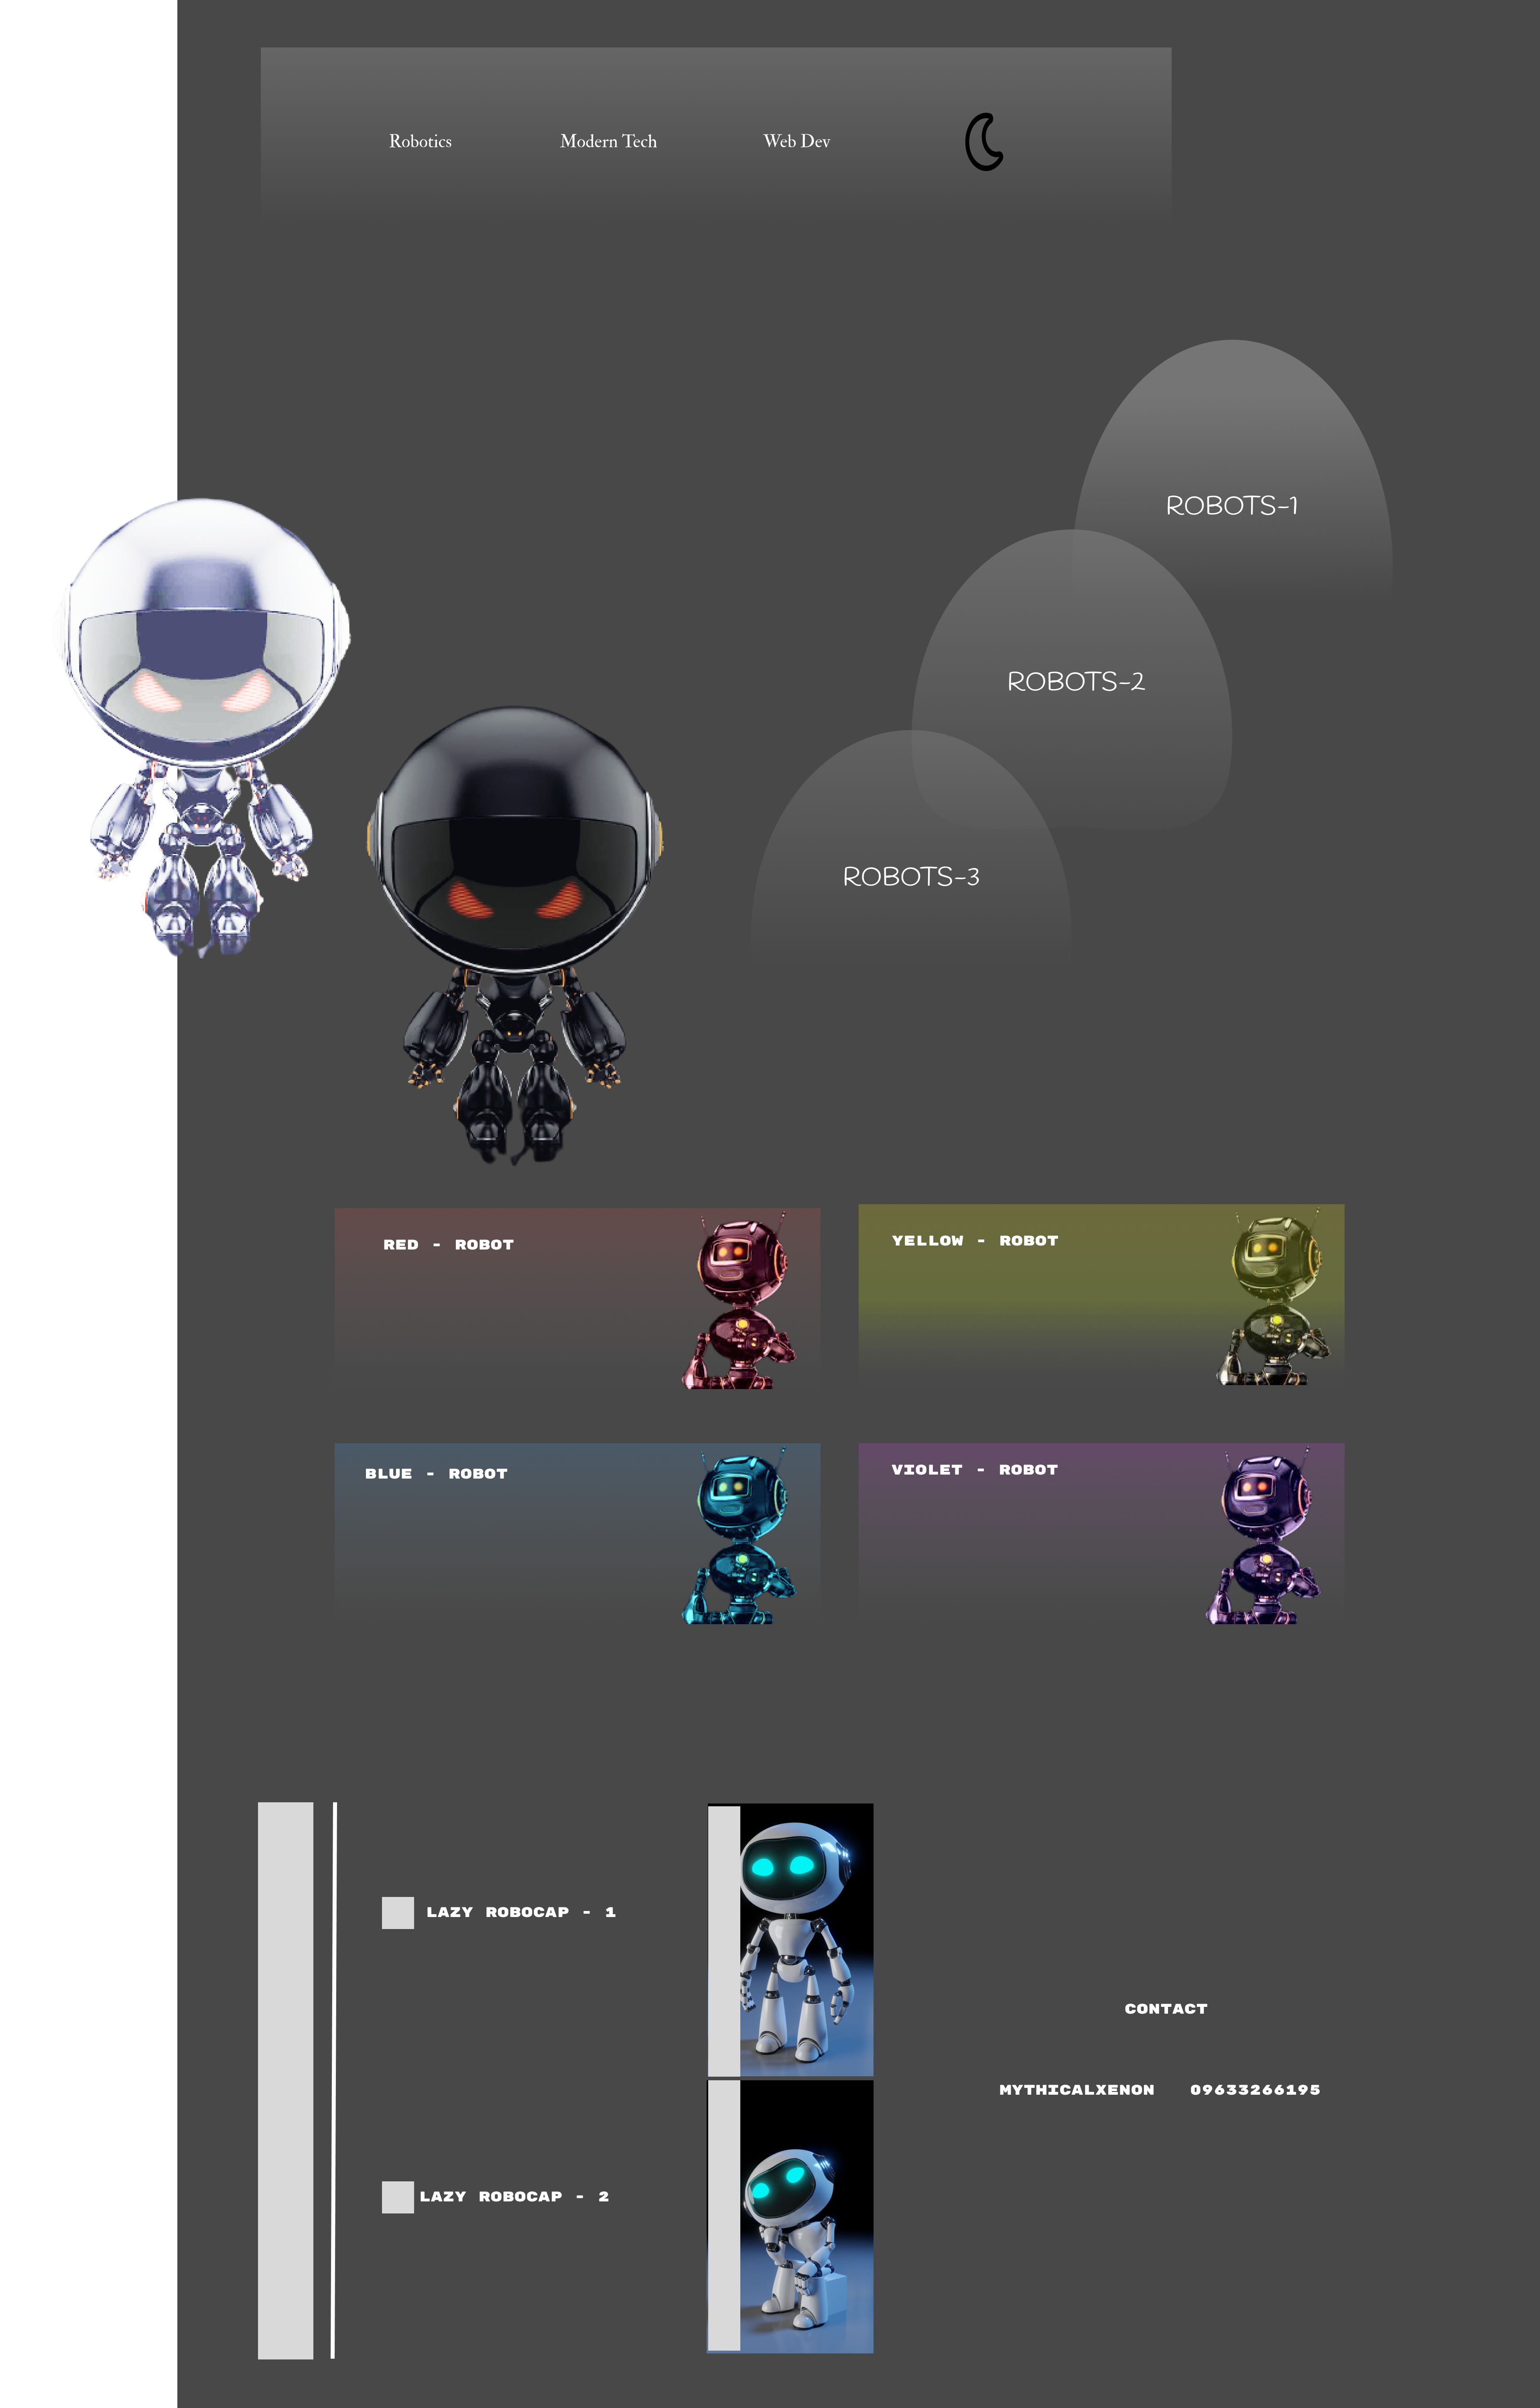 Robotics Modern Tech Web Dev
ROBOTS-1
ROBOTS-2
ROBOTS-3
RED - ROBOT
YELLOW - ROBOT
BLUE - ROBOT
VIOLET - ROBOT
LAZY ROBOCAP - 1
LAZY ROBOCAP - 2
CONTACT
MYTHICALXENON 09633266195